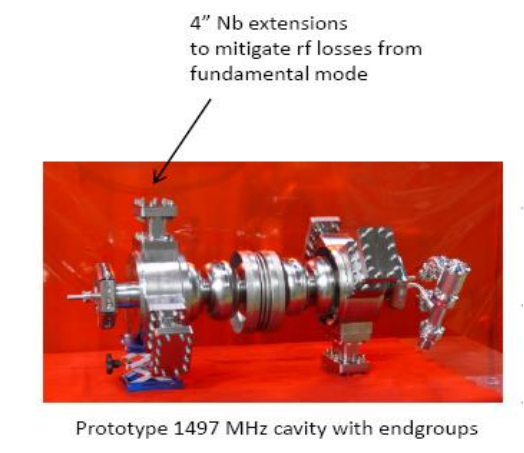 4” Nb extensions
to mitigate rf losses from
fundamental mode
Prototype 1497 MHz cavity with endgroups